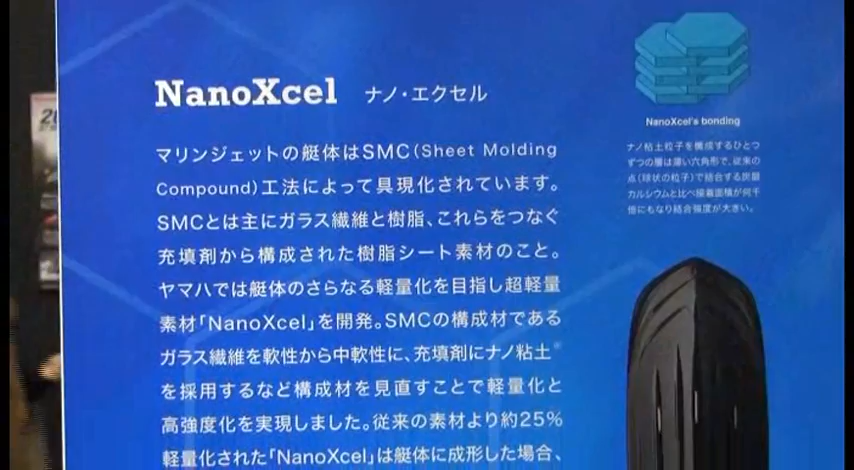 20
NanoXcel ナノ・エクセル
マリンジェットの艇体はSMC(Sheet Molding
Compound)工法によって具現化されています。
SMCとは主にガラス繊維と樹脂、これらをつなぐ
充填剤から構成された樹脂シート素材のこと。
ヤマハでは艇体のさらなる軽量化を目指し超軽量
素材「NanoXcel」を開発。SMCの構成材である
ガラス繊維を軟性から中軟性に、充填剤にナノ粘土※
を採用するなど構成材を見直すことで軽量化と
高強度化を実現しました。従来の素材より約25%
軽量化された「NanoXcel」は艇体に成形した場合、
NanoXcel's bonding
ナノ粘土粒子を構成するひとつ
ずつの層は薄い六角形で、従来の
点(球状の粒子)で結合する炭酸
カルシウムと比べ接着面積が何千
倍にもなり結合強度が大きい。